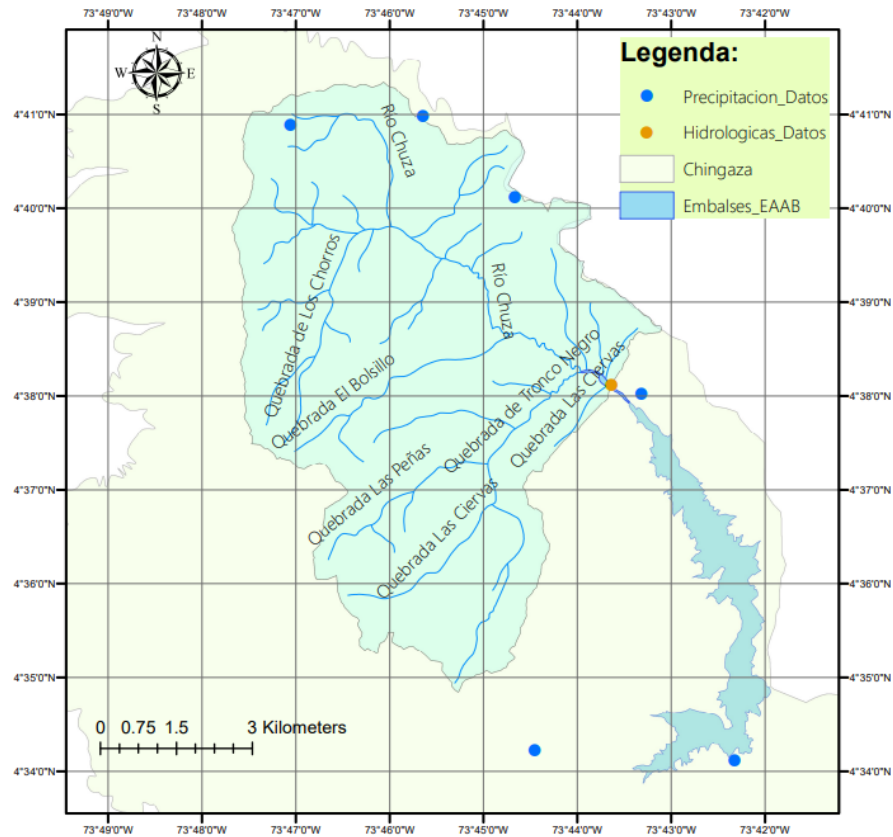 73°49'0"W 73°48'0"W 73°47'0"W 73°46'0"W 73°45'0"W 73°44'0"W 73°43'0"W 73°42'0"W
N
W E
S
Legenda:
Precipitacion_Datos
Hidrologicas_Datos
Chingaza
Embalses_EAAB
4°41'0"N 4°41'0"N
Río Chuza
4°40'0"N 4°40'0"N
Quebrada de Los Chorros
Río Chuza
4°39'0"N 4°39'0"N
Quebrada El Bolsillo
Quebrada de Tronco Negro
Quebrada Las Ciervas
4°38'0"N 4°38'0"N
Quebrada Las Peñas
4°37'0"N 4°37'0"N
Quebrada Las Ciervas
4°36'0"N 4°36'0"N
4°35'0"N 4°35'0"N
0 0.75 1.5 3 Kilometers
4°34'0"N 4°34'0"N
73°49'0"W 73°48'0"W 73°47'0"W 73°46'0"W 73°45'0"W 73°44'0"W 73°43'0"W 73°42'0"W